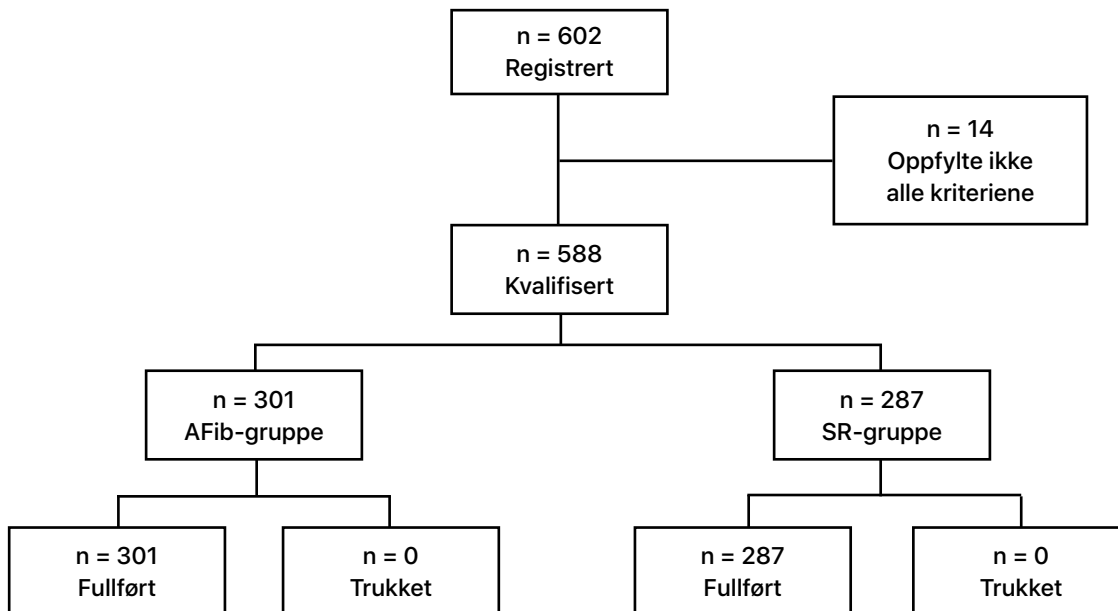 n = 602
Registrert
n = 14
Oppfylte ikke
alle kriteriene
n = 588
Kvalifisert
n = 301
AFib-gruppe
n = 287
SR-gruppe
n = 301
Fullført
n = 0
Trukket
n = 287
Fullført
n = 0
Trukket